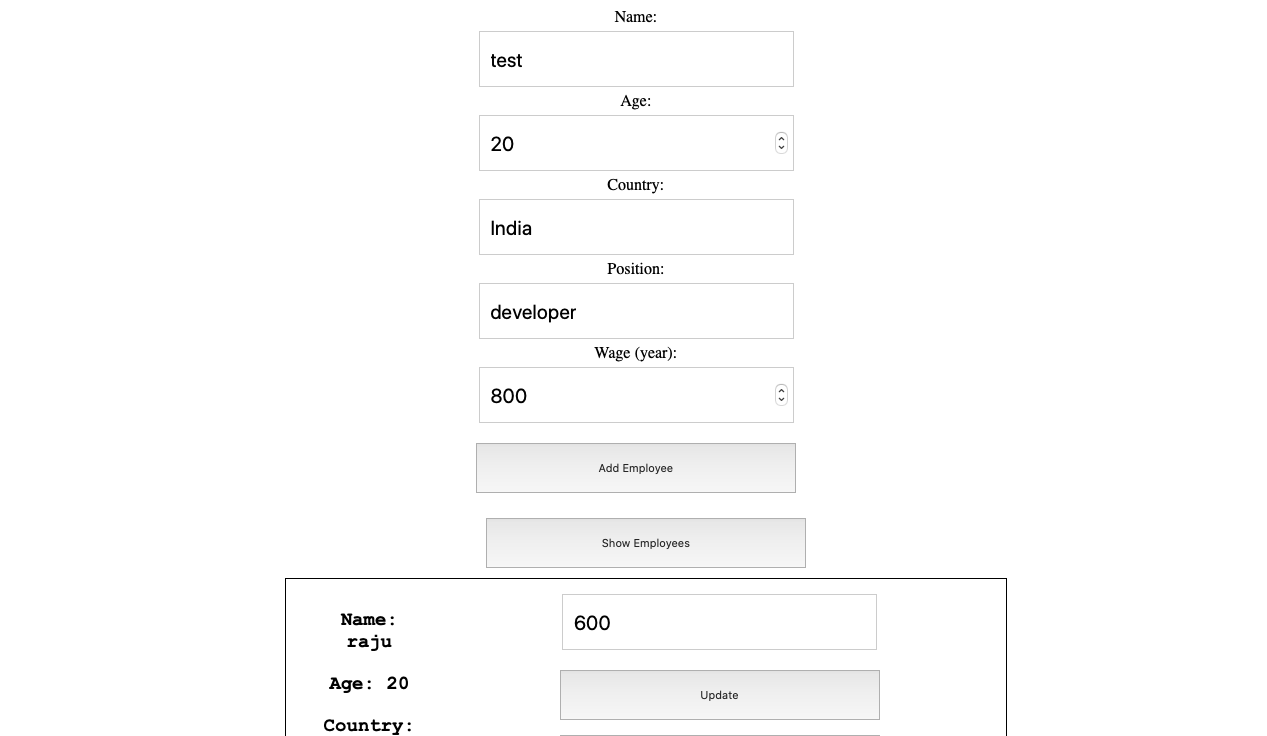 Name:
test
Age:
20
Country:
India
Position:
developer
Wage (year):
800
Add Employee
Show Employees
Name:
raju
Age: 20
Country:
600
Update